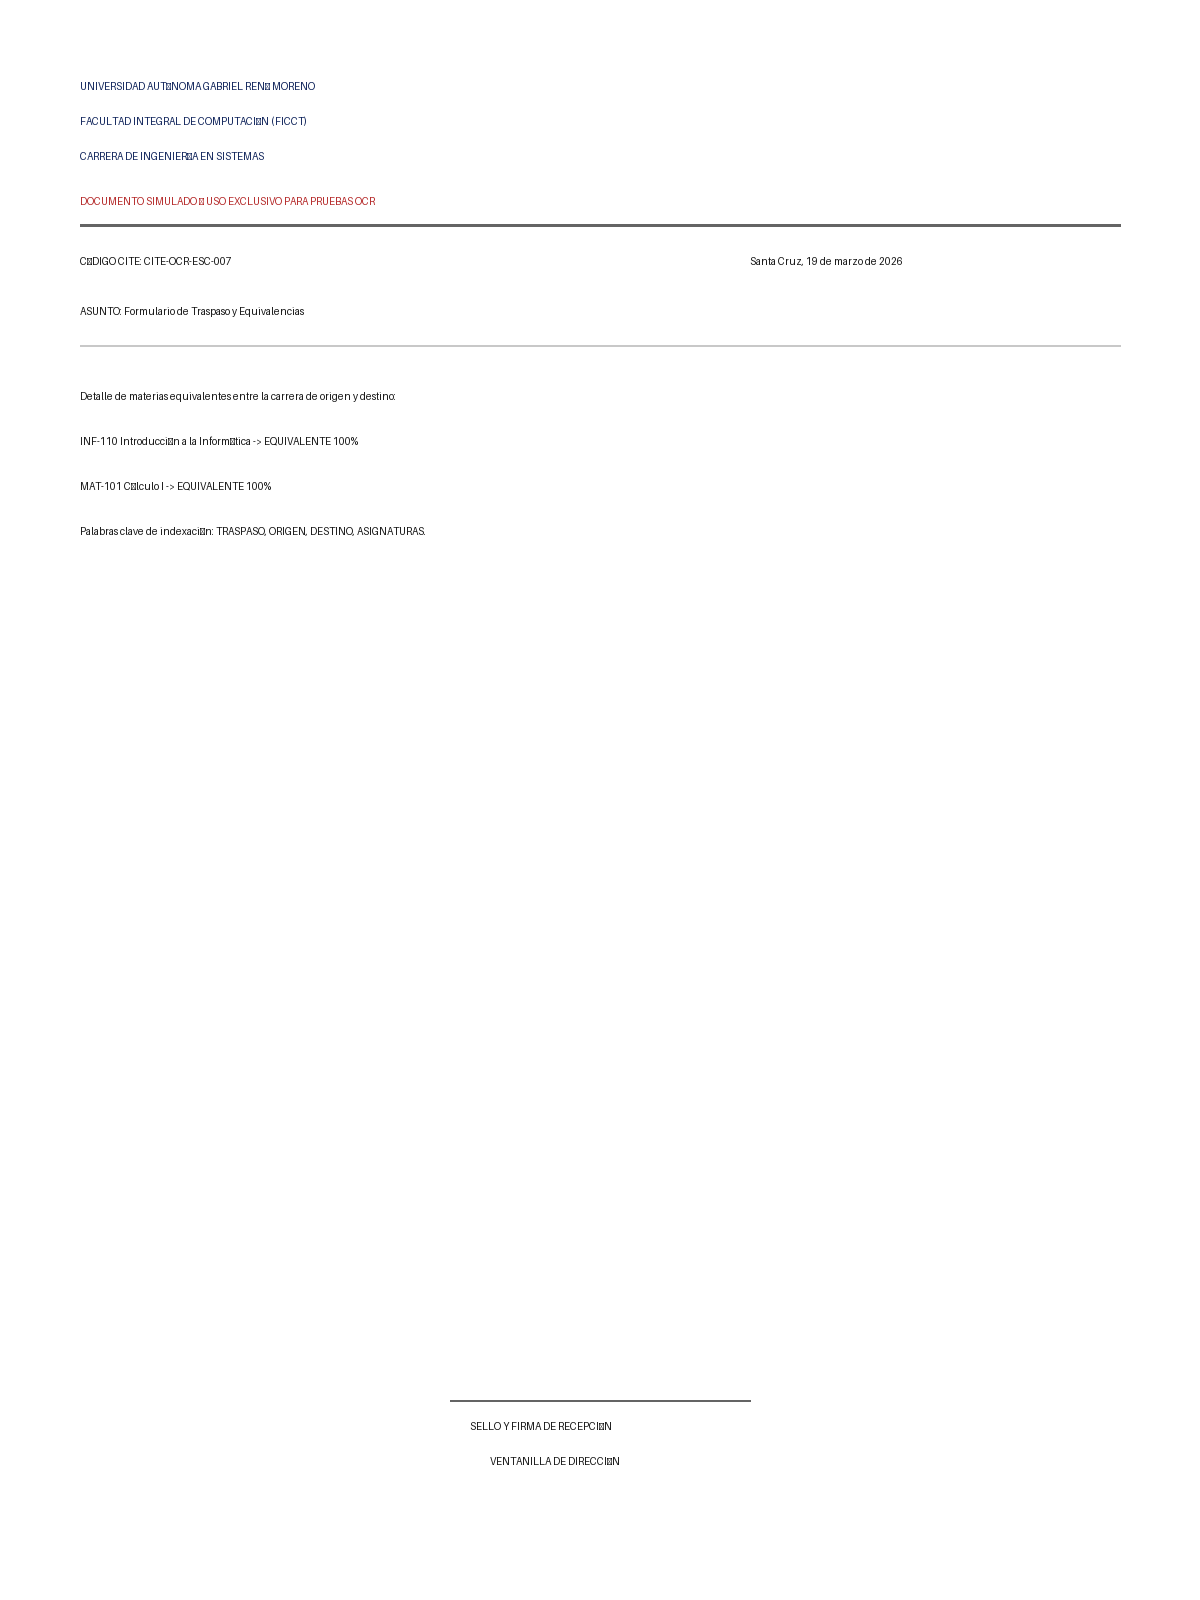 UNIVERSIDAD AUT▯NOMA GABRIEL REN▯ MORENO
FACULTAD INTEGRAL DE COMPUTACI▯N (FICCT)
CARRERA DE INGENIER▯A EN SISTEMAS
DOCUMENTO SIMULADO ▯ USO EXCLUSIVO PARA PRUEBAS OCR
C▯DIGO CITE: CITE-OCR-ESC-007 Santa Cruz, 19 de marzo de 2026
ASUNTO: Formulario de Traspaso y Equivalencias
Detalle de materias equivalentes entre la carrera de origen y destino:
INF-110 Introducci▯n a la Inform▯tica -> EQUIVALENTE 100%
MAT-101 C▯lculo I -> EQUIVALENTE 100%
Palabras clave de indexaci▯n: TRASPASO, ORIGEN, DESTINO, ASIGNATURAS.
SELLO Y FIRMA DE RECEPCI▯N
VENTANILLA DE DIRECCI▯N